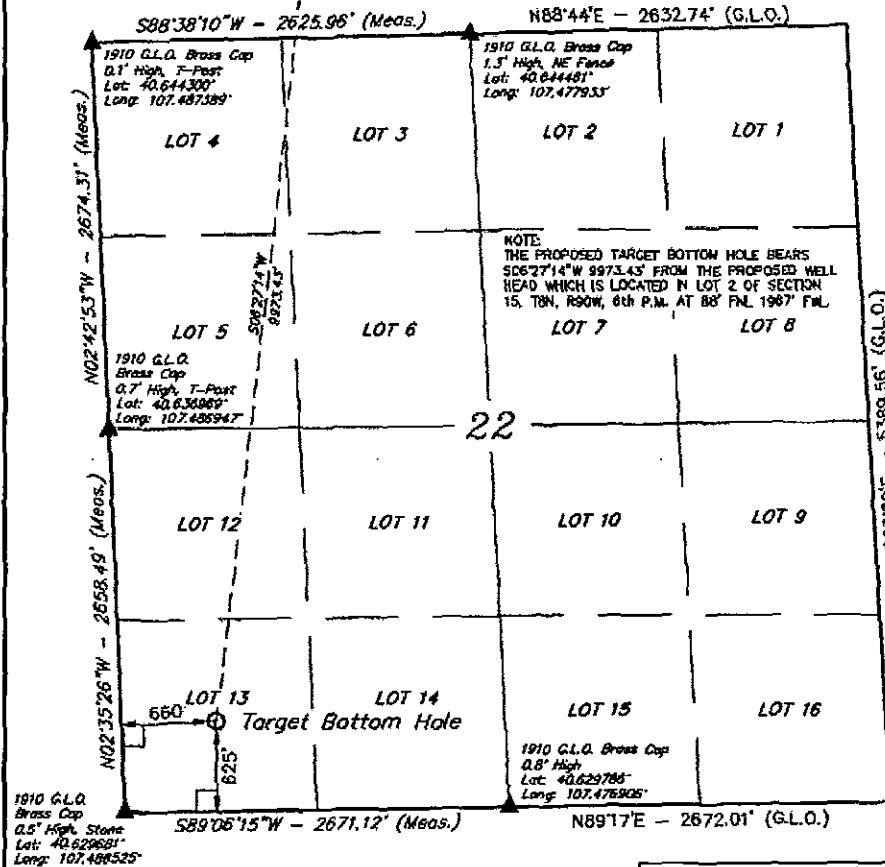 S88°38'10"W - 2625.96' (Meas.)
N88°44'E - 2632.74' (G.L.O.)
1910 G.L.O. Brass Cap
0.1' High, T-Post
Lat: 40.644300°
Long: 107.487389°
1910 G.L.O. Brass Cap
1.3' High, NE Fence
Lat: 40.644481°
Long: 107.477933°
LOT 4
LOT 3
LOT 2
LOT 1
N02°42'53"W - 2674.31' (Meas.)
S06°27'14"W
9973.43'
NOTE:
THE PROPOSED TARGET BOTTOM HOLE BEARS
S06°27'14"W 9973.43' FROM THE PROPOSED WELL
HEAD WHICH IS LOCATED IN LOT 2 OF SECTION
15, T8N, R90W, 6th P.M. AT 88' FNL 1967' FWL
LOT 5
LOT 6
LOT 7
LOT 8
1910 G.L.O.
Brass Cap
0.7' High, T-Post
Lat: 40.636969°
Long: 107.486947°
22
5389.56' (G.L.O.)
LOT 12
LOT 11
LOT 10
LOT 9
N02°35'26"W - 2658.49' (Meas.)
LOT 13
LOT 14
LOT 15
LOT 16
660'
Target Bottom Hole
625'
1910 G.L.O. Brass Cap
0.8' High
Lat: 40.629786°
Long: 107.476906°
1910 G.L.O.
Brass Cap
0.5' High, Stone
Lat: 40.629681°
Long: 107.486525°
S89°06'15"W - 2671.12' (Meas.)
N89°17'E - 2672.01' (G.L.O.)